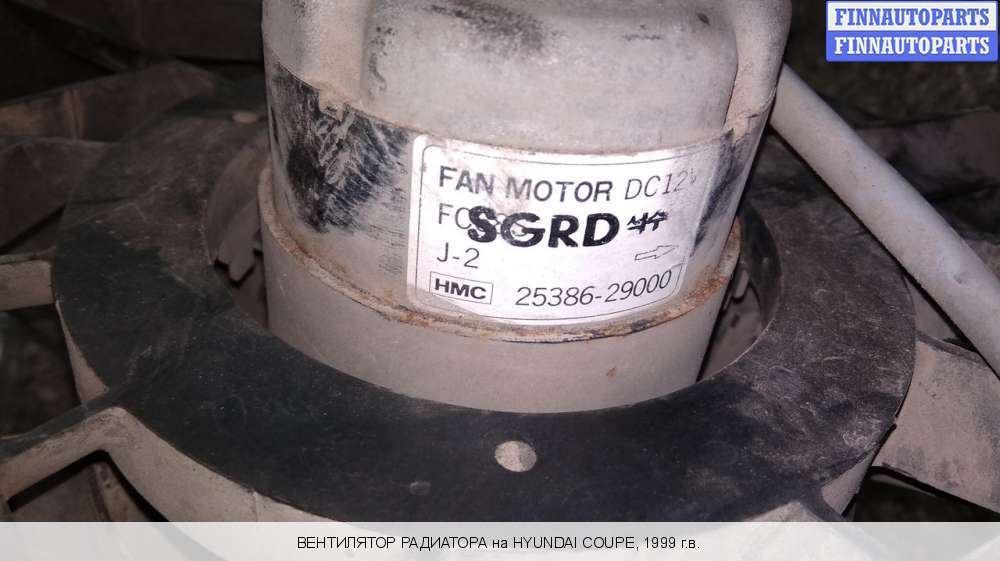 FINNAUTOPARTS
FINNAUTOPARTS
FAN MOTOR DC12V
SGRD
J-2
HMC 25386-29000
ВЕНТИЛЯТОР РАДИАТОРА на HYUNDAI COUPE, 1999 г.в.